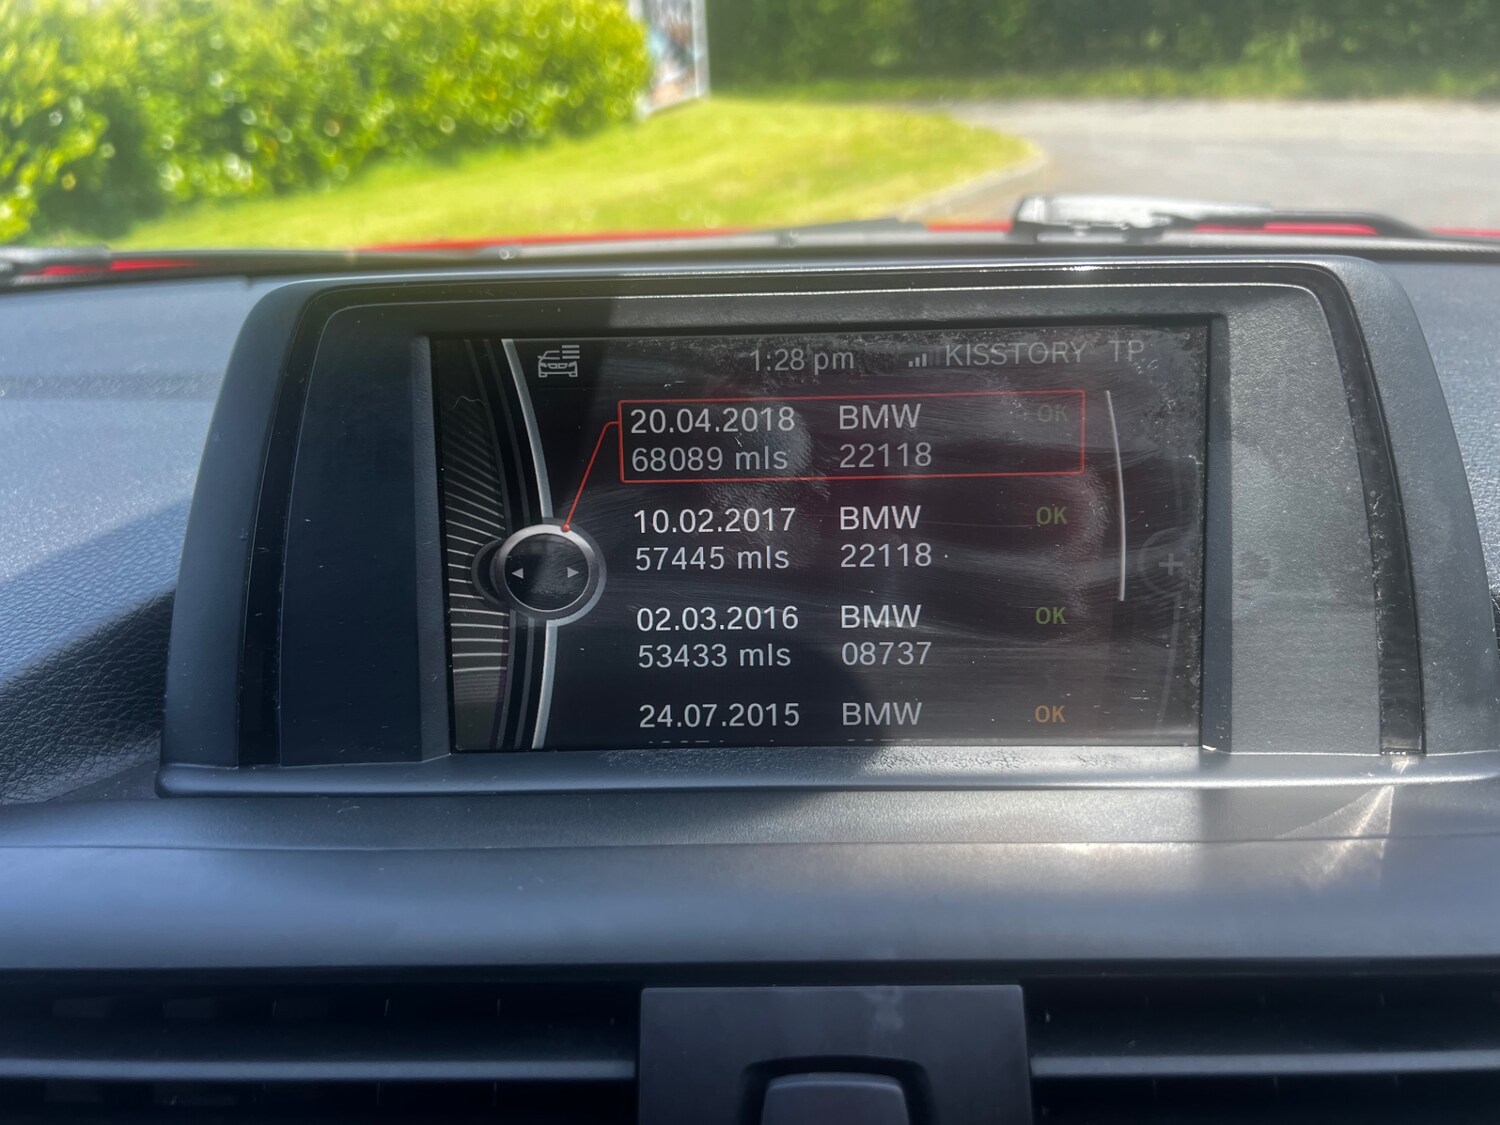 1:28 pm KISSTORY TP
20.04.2018 BMW OK
68089 mls 22118
10.02.2017 BMW OK
57445 mls 22118
02.03.2016 BMW OK
53433 mls 08737
24.07.2015 BMW OK